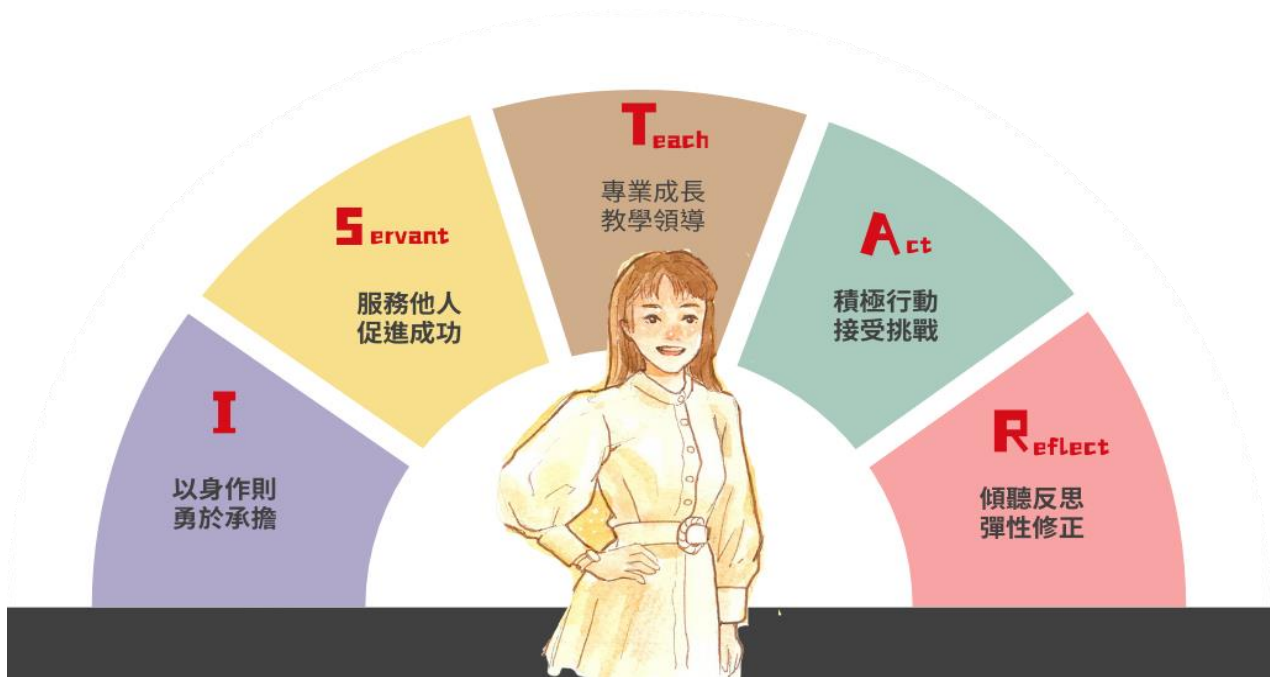 I
以身作則
勇於承擔
Servant
服務他人
促進成功
Teach
專業成長
教學領導
Act
積極行動
接受挑戰
Reflect
傾聽反思
彈性修正